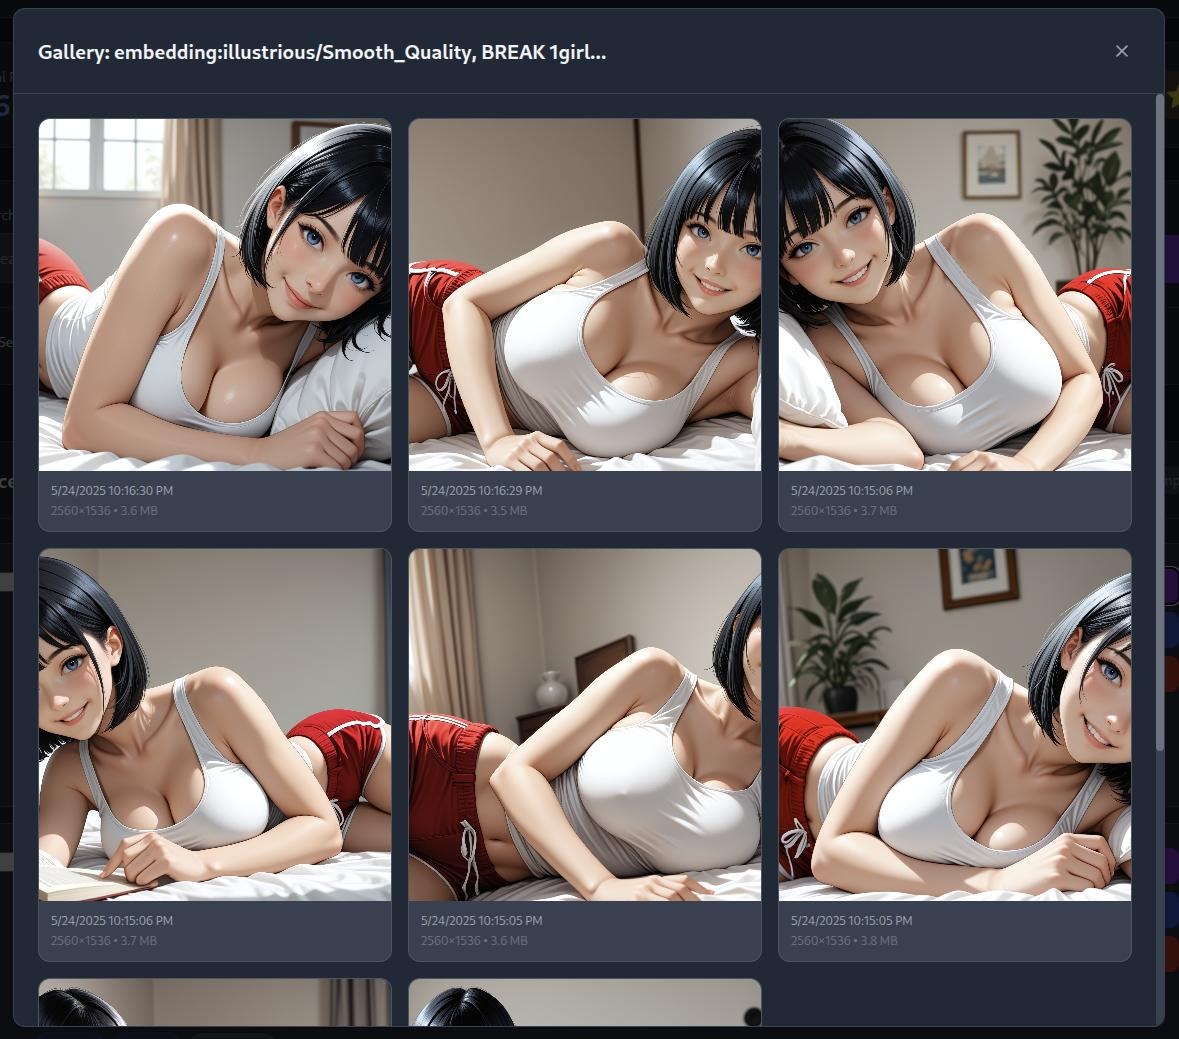 Gallery: embedding:illustrious/Smooth_Quality, BREAK 1girl...
5/24/2025 10:16:30 PM
2560×1536 • 3.6 MB
5/24/2025 10:16:29 PM
2560×1536 • 3.5 MB
5/24/2025 10:15:06 PM
2560×1536 • 3.7 MB
5/24/2025 10:15:06 PM
2560×1536 • 3.7 MB
5/24/2025 10:15:05 PM
2560×1536 • 3.6 MB
5/24/2025 10:15:05 PM
2560×1536 • 3.8 MB